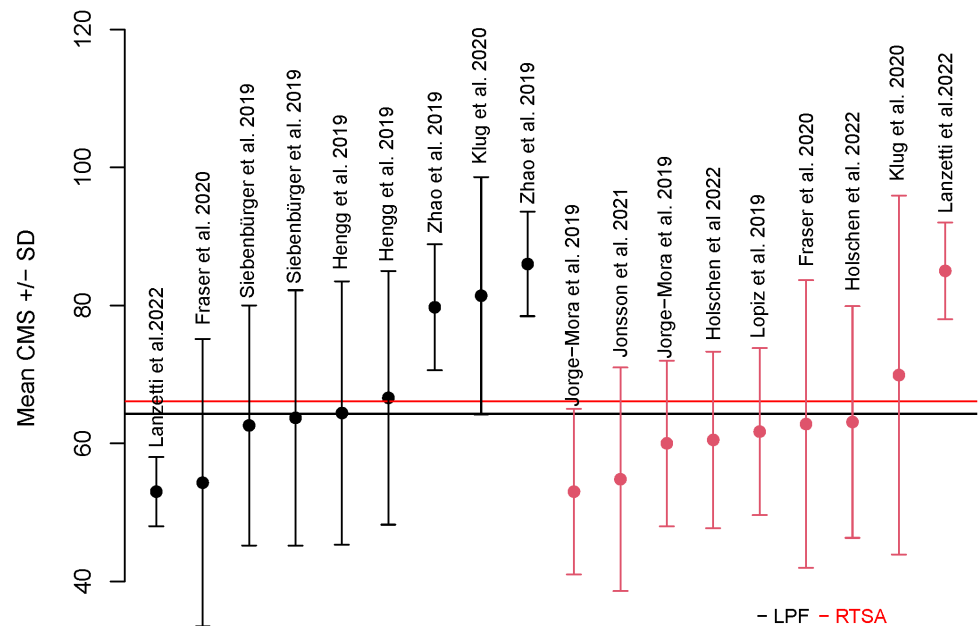 120
100
80
60
40
Mean CMS +/− SD
Lanzetti et al.2022
Fraser et al. 2020
Siebenbürger et al. 2019
Siebenbürger et al. 2019
Hengg et al. 2019
Hengg et al. 2019
Zhao et al. 2019
Klug et al. 2020
Zhao et al. 2019
Jorge−Mora et al. 2019
Jonsson et al. 2021
Jorge−Mora et al. 2019
Holschen et al 2022
Lopiz et al. 2019
Fraser et al. 2020
Holschen et al. 2022
Klug et al. 2020
Lanzetti et al.2022
− LPF − RTSA